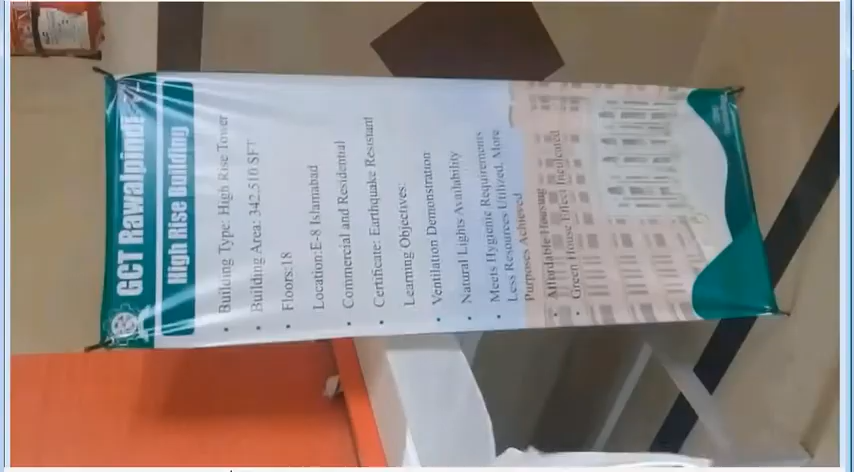 GCT Rawalpindi
High Rise Building
• Building Type: High Rise Tower
• Building Area: 342,510 SFT
• Floors:18
Location:E-8 Islamabad
• Commercial and Residential
• Certificate: Earthquake Resistant
Learning Objectives:
• Ventilation Demonstration
• Natural Lights Availability
• Meets Hygienic Requirements
Less Resources Utilized, More
Purposes Achieved
• Affordable Housing
• Green House Effect Inculcated